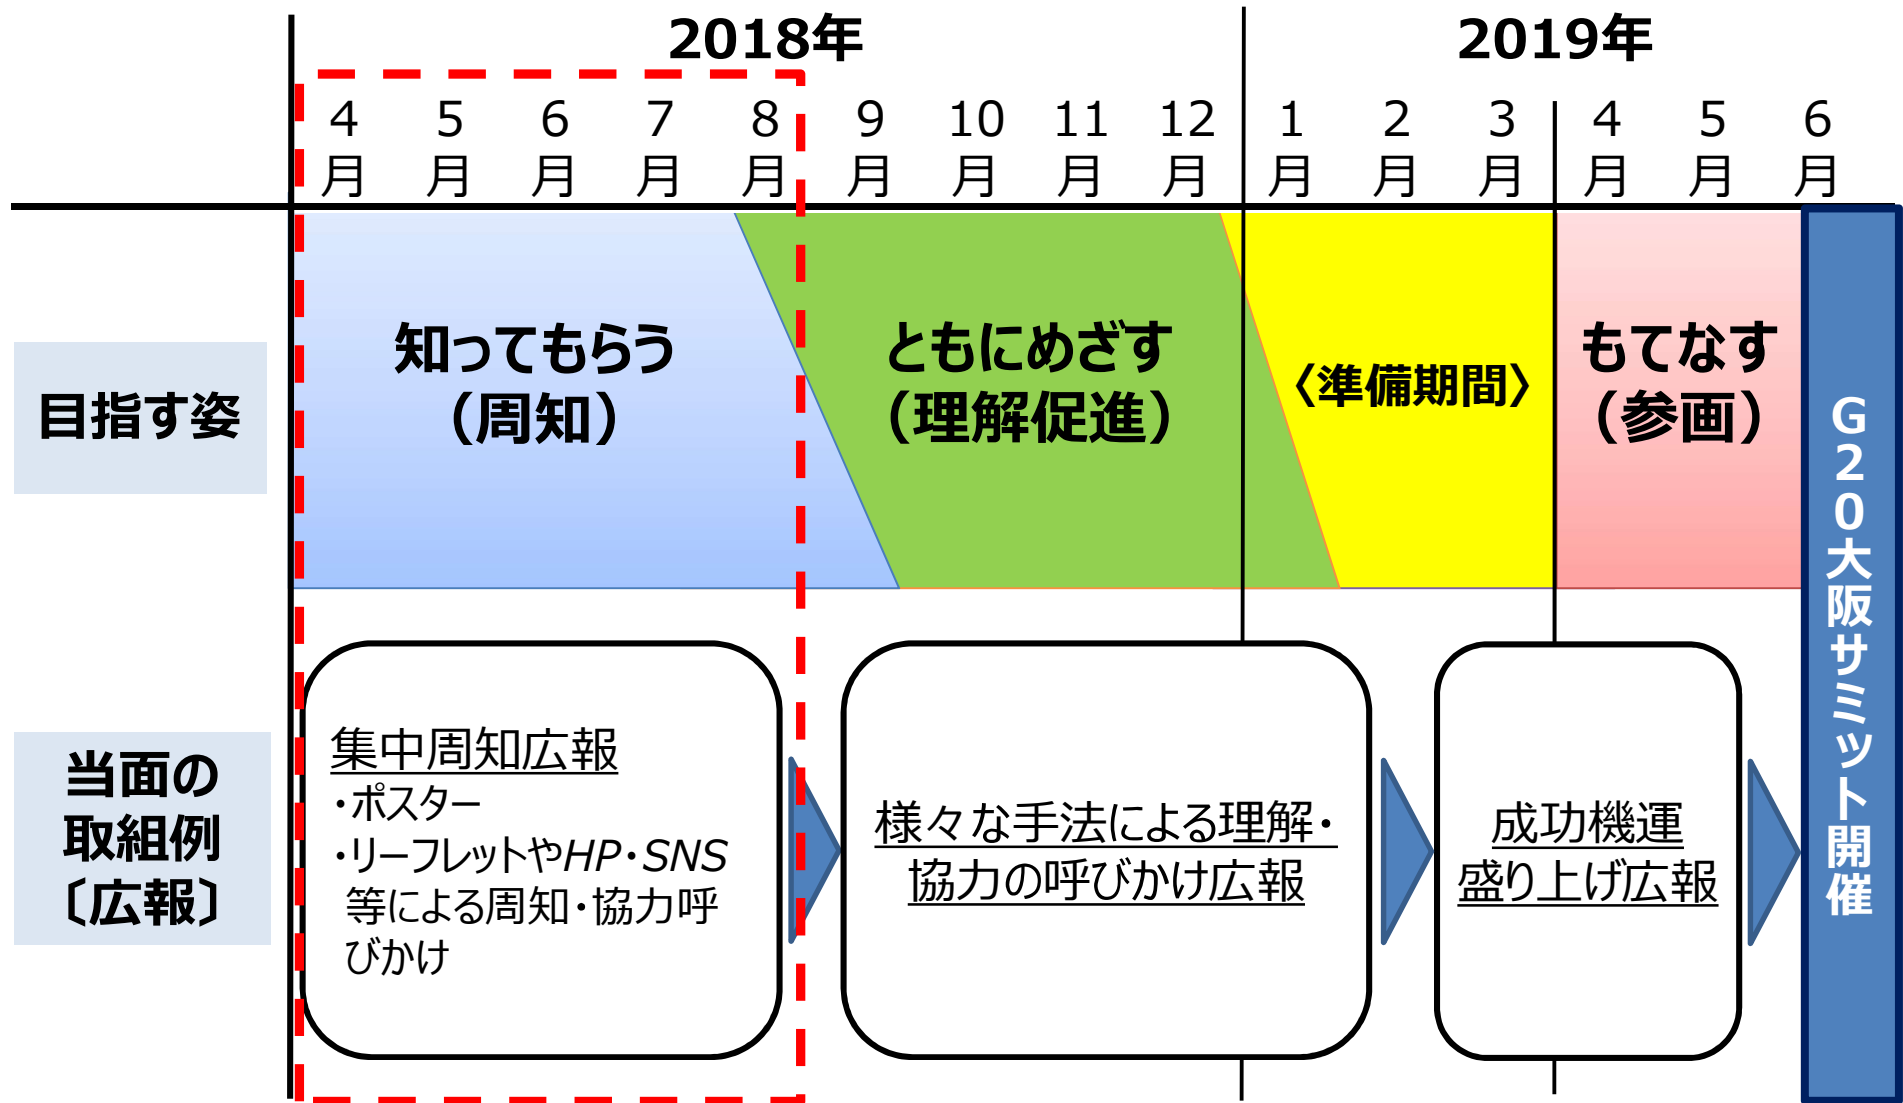 2018年
2019年
4月
5月
6月
7月
8月
9月
10月
11月
12月
1月
2月
3月
4月
5月
6月
目指す姿
知ってもらう
（周知）
ともにめざす
（理解促進）
〈準備期間〉
もてなす
（参画）
G20大阪サミット開催
当面の
取組例
〔広報〕
集中周知広報
・ポスター
・リーフレットやHP・SNS
等による周知・協力呼
びかけ
様々な手法による理解・
協力の呼びかけ広報
成功機運
盛り上げ広報